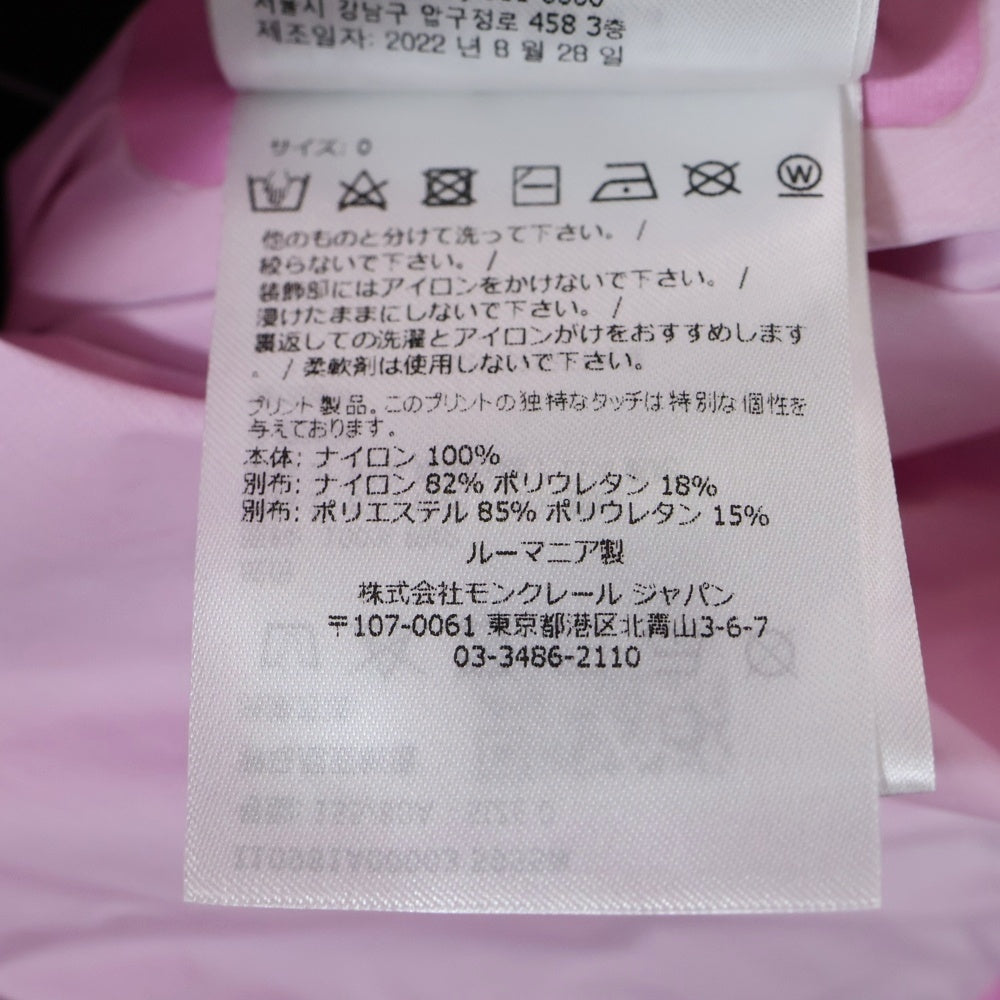 서울시 강남구 압구정로 458 3층
제조일자: 2022 년 8 월 28 일
サイズ: 0
W
他のものと分けて洗って下さい。 /
絞らないで下さい。 /
装飾部にはアイロンをかけないで下さい。 /
浸けたままにしないで下さい。 /
裏返しての洗濯とアイロンがけをおすすめします
。 / 柔軟剤は使用しないで下さい。
プリント製品。このプリントの独特なタッチは特別な個性を
与えております。
本体: ナイロン 100%
別布: ナイロン 82% ポリウレタン 18%
別布: ポリエステル 85% ポリウレタン 15%
ルーマニア製
株式会社モンクレール ジャパン
〒107-0061 東京都港区北青山3-6-7
03-3486-2110